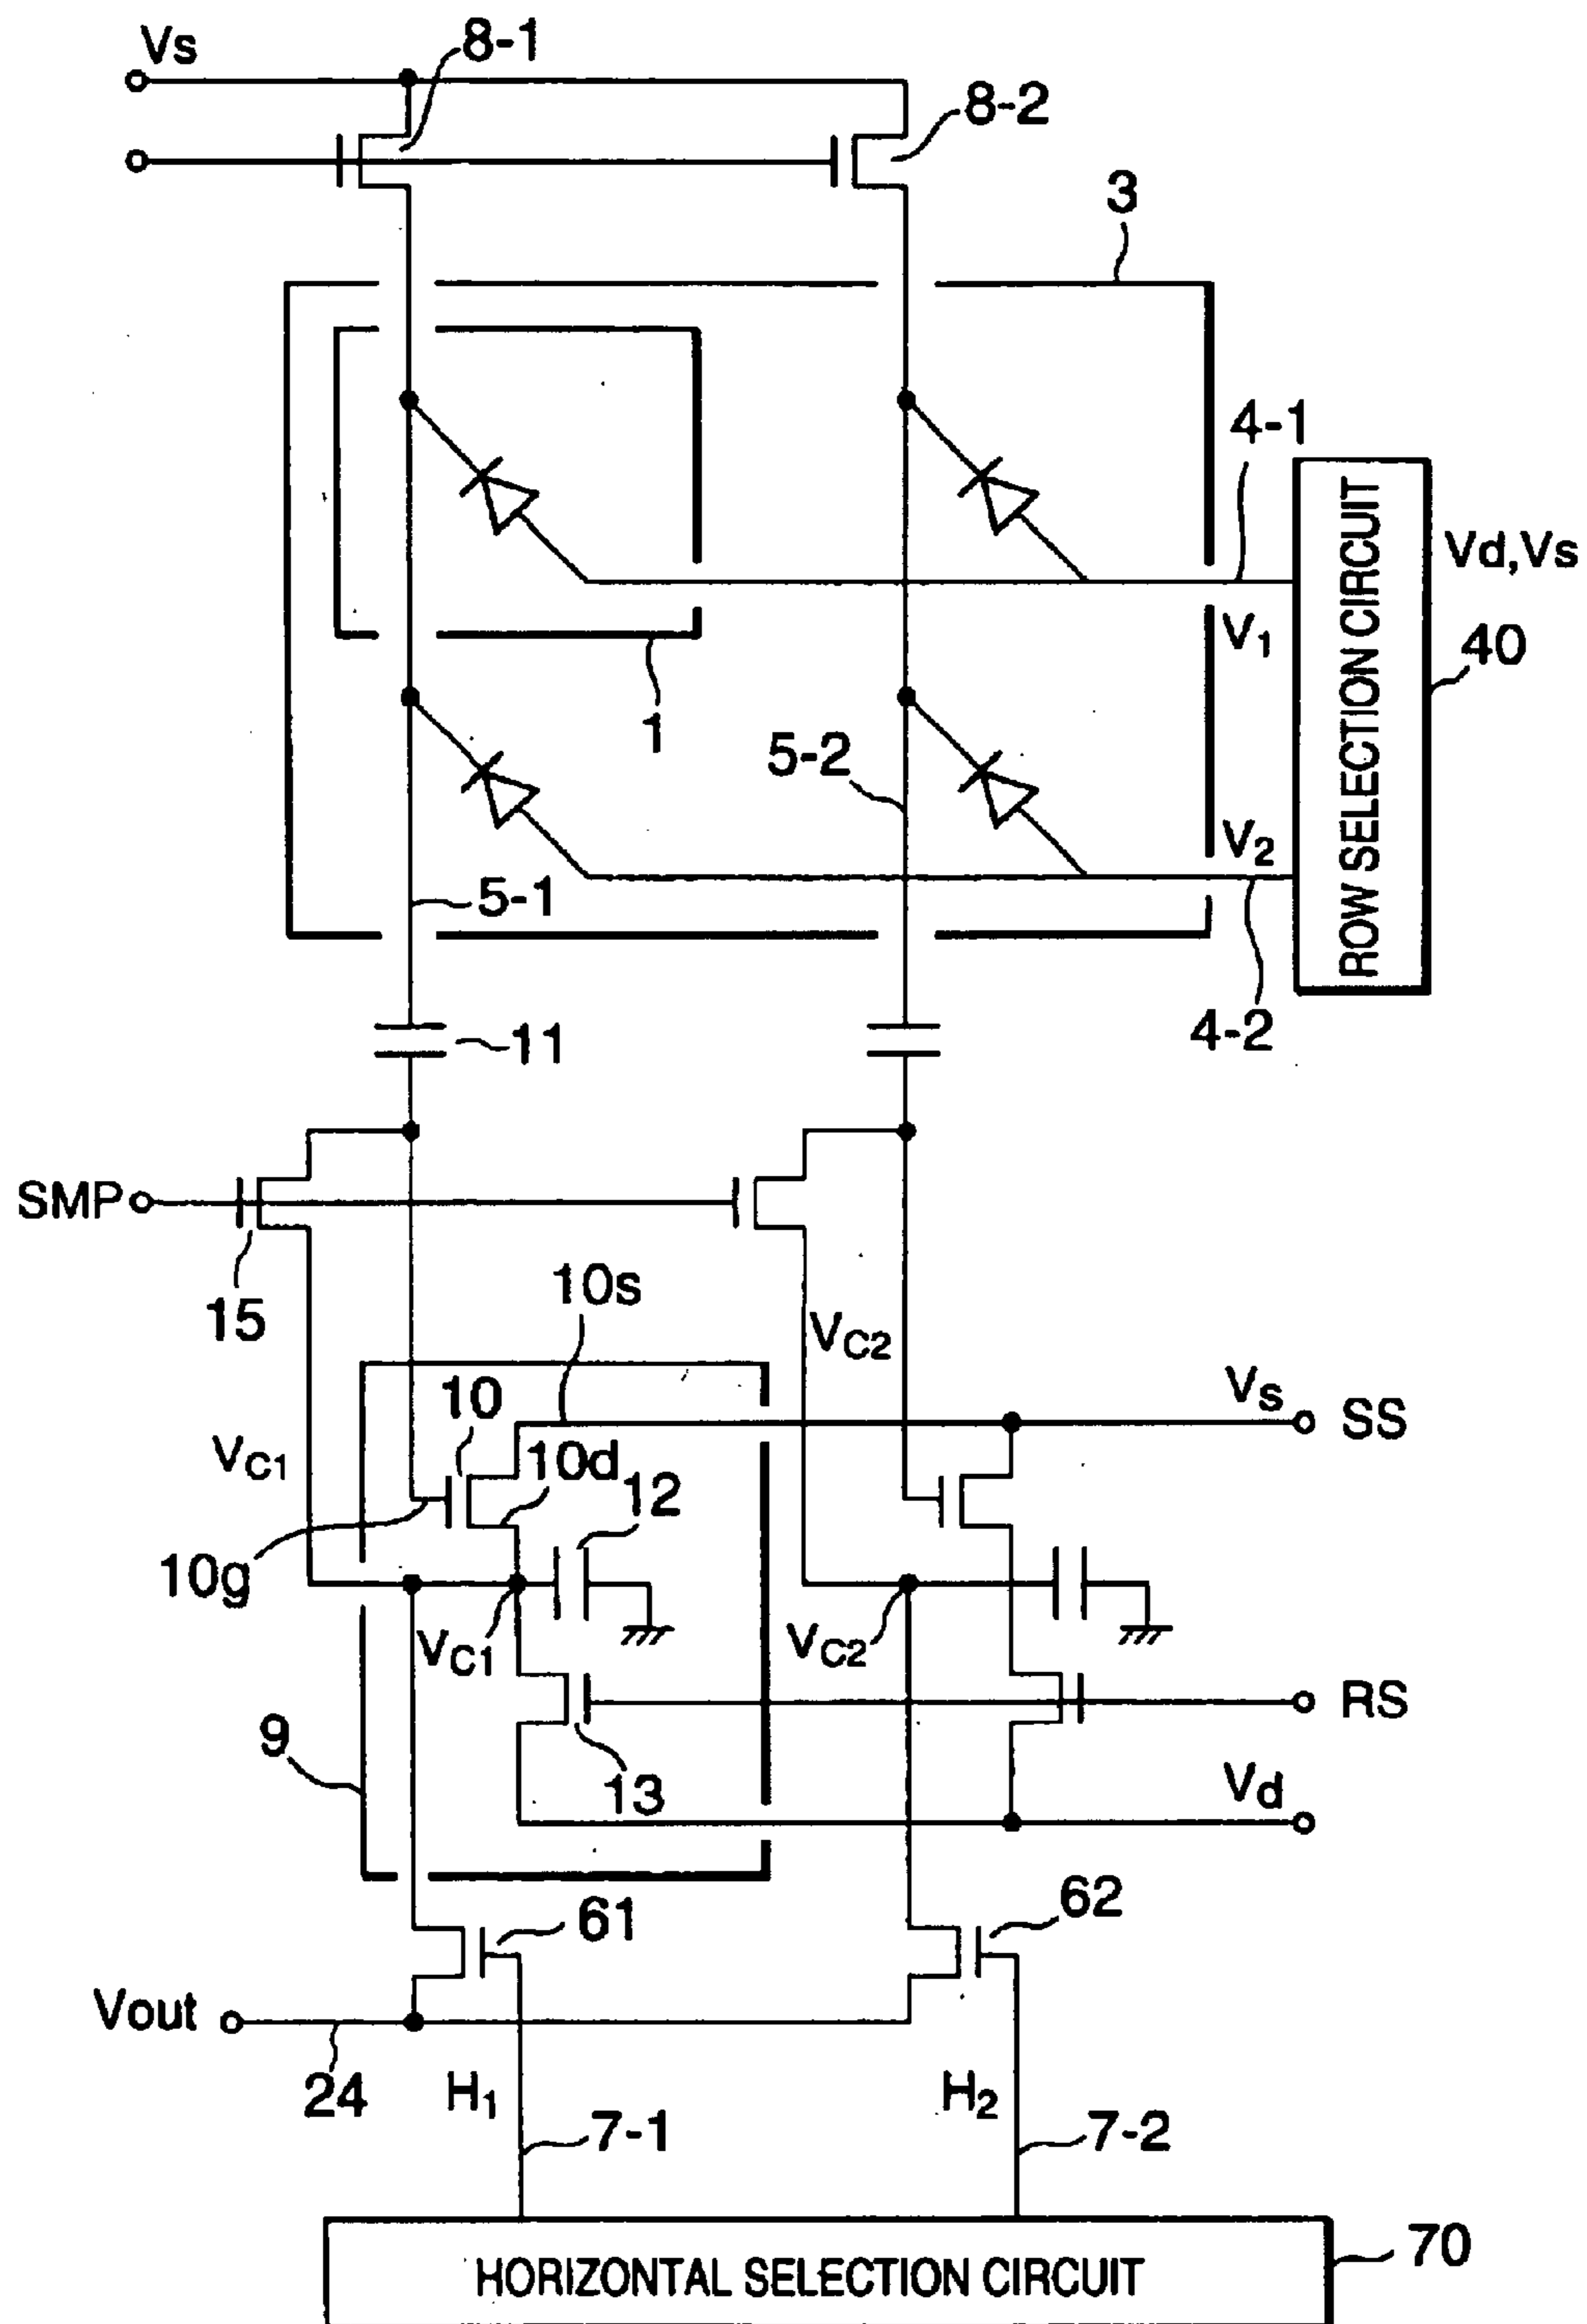 Vs
8-1
8-2
3
4-1
ROW SELECTION CIRCUIT
Vd,Vs
V1
40
1
5-2
V2
5-1
4-2
11
SMP
15
10s
VC2
10
Vs
SS
VC1
10d
12
10g
VC1
VC2
RS
9
13
Vd
61
62
Vout
24
H1
H2
7-1
7-2
70
HORIZONTAL SELECTION CIRCUIT